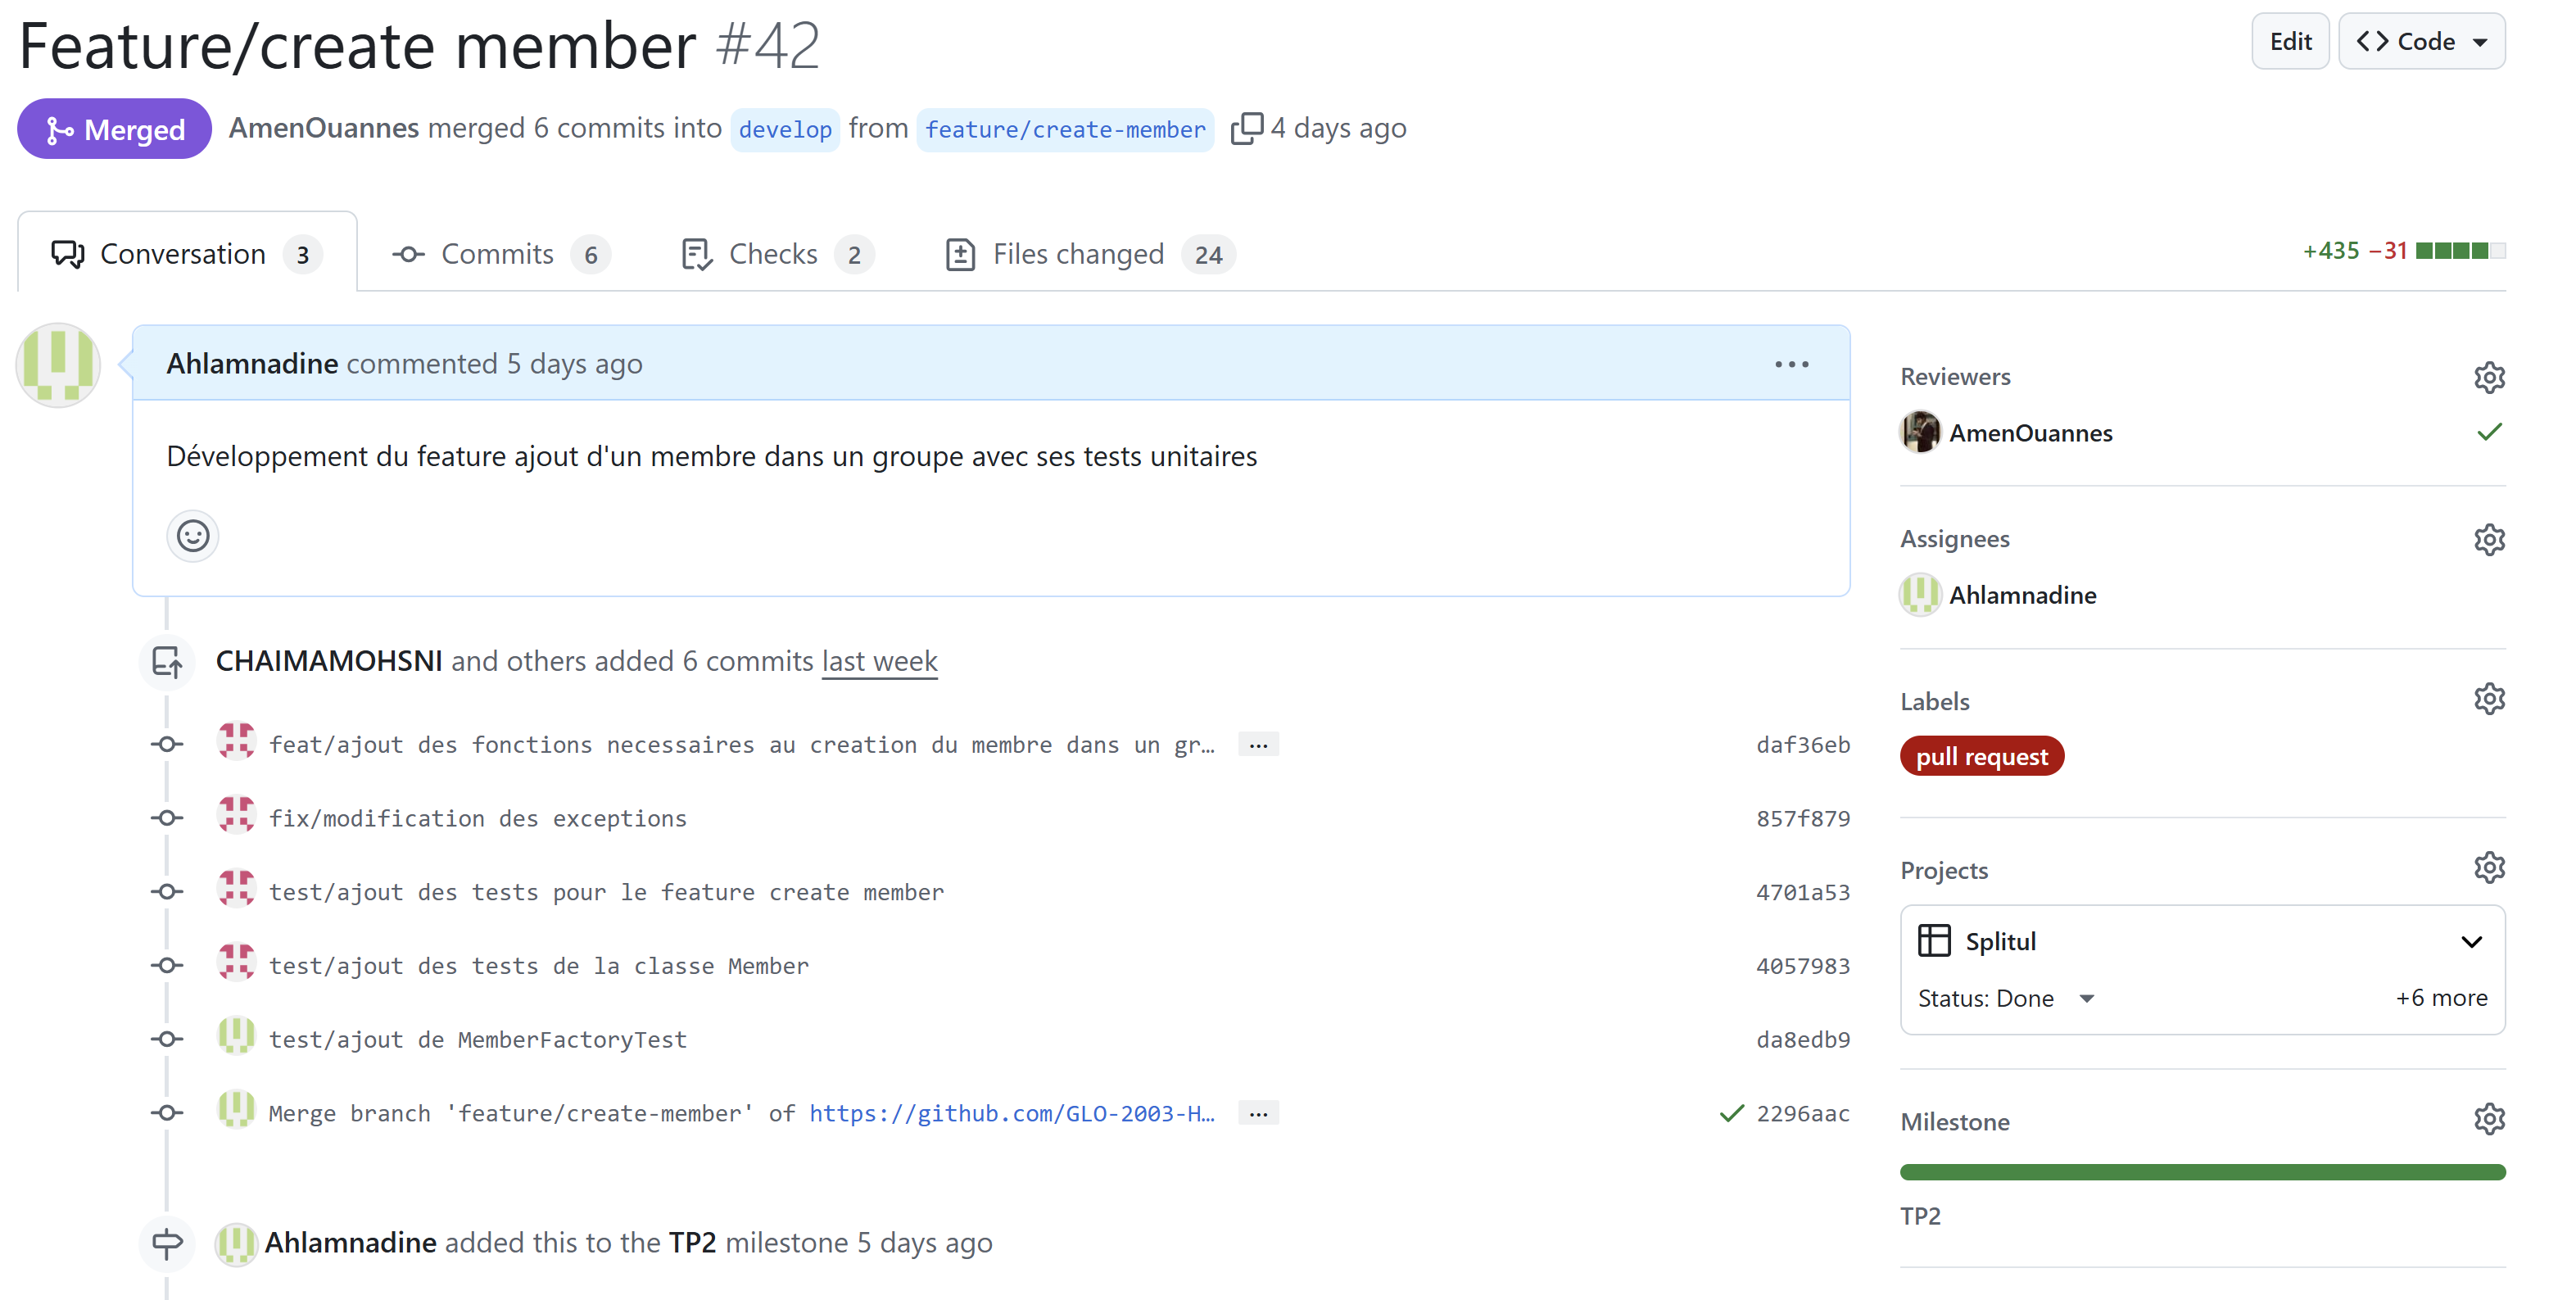 Feature/create member #42
Edit
Code
Merged
AmenOuannes merged 6 commits into develop from feature/create-member 4 days ago
Conversation 3
Commits 6
Checks 2
Files changed 24
+435 −31
Ahlamnadine commented 5 days ago
Développement du feature ajout d'un membre dans un groupe avec ses tests unitaires
CHAIMAMOHSNI and others added 6 commits last week
feat/ajout des fonctions necessaires au creation du membre dans un gr… …
daf36eb
fix/modification des exceptions
857f879
test/ajout des tests pour le feature create member
4701a53
test/ajout des tests de la classe Member
4057983
test/ajout de MemberFactoryTest
da8edb9
Merge branch 'feature/create-member' of https://github.com/GLO-2003-H… …
2296aac
Ahlamnadine added this to the TP2 milestone 5 days ago
Reviewers
AmenOuannes
Assignees
Ahlamnadine
Labels
pull request
Projects
Splitul
Status: Done
+6 more
Milestone
TP2